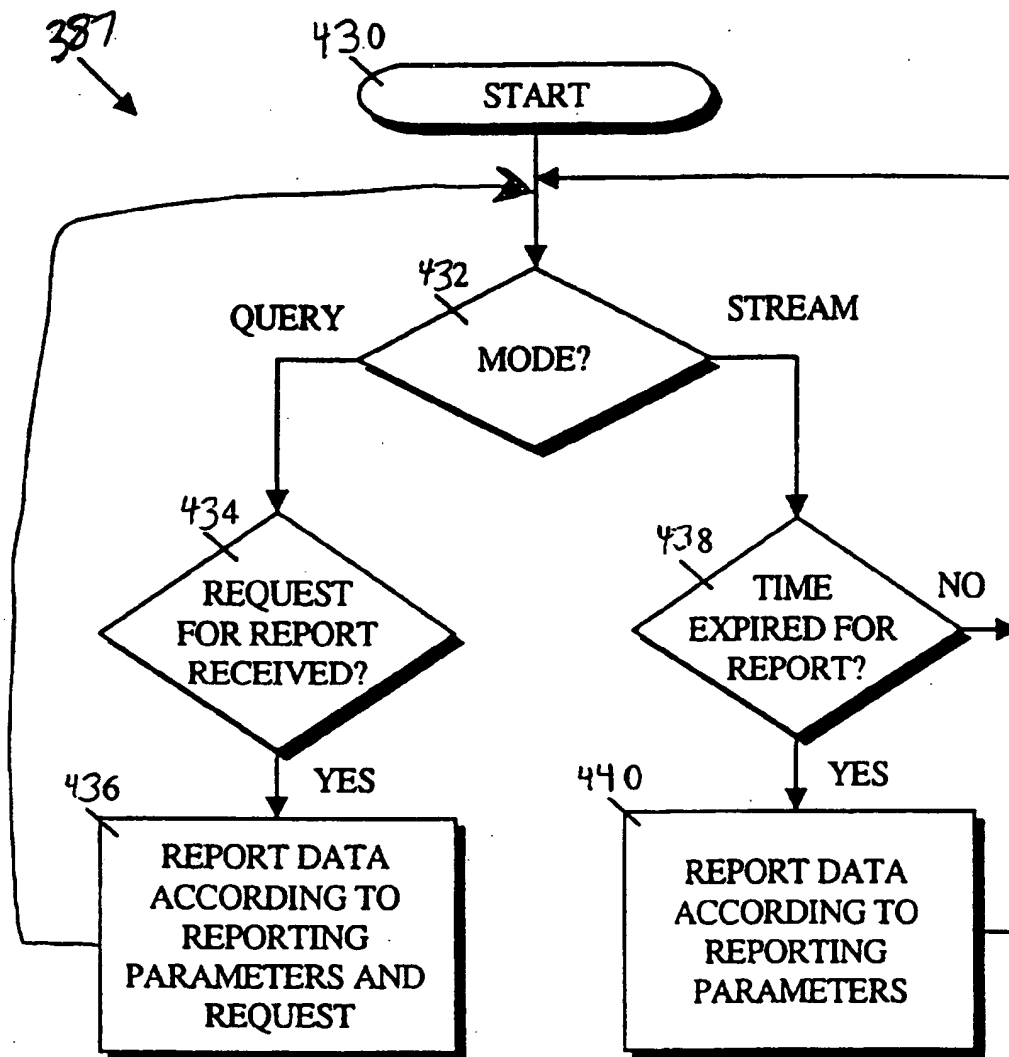 387
430
START
432
QUERY
STREAM
MODE?
434
REQUEST
FOR REPORT
RECEIVED?
438
TIME
EXPIRED FOR
REPORT?
NO
YES
YES
436
REPORT DATA
ACCORDING TO
REPORTING
PARAMETERS AND
REQUEST
440
REPORT DATA
ACCORDING TO
REPORTING
PARAMETERS